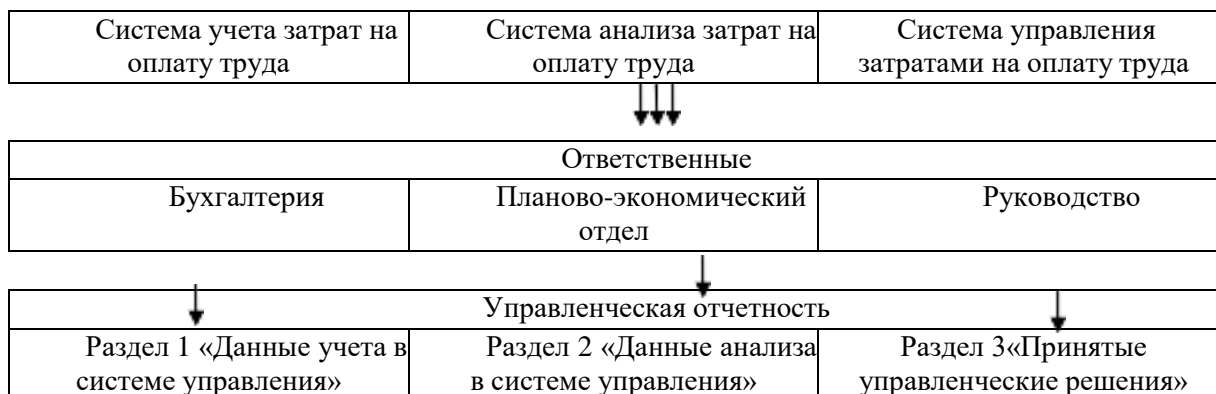 Система учета затрат на
оплату труда
Система анализа затрат на
оплату труда
Система управления
затратами на оплату труда
Ответственные
Бухгалтерия
Планово-экономический
отдел
Руководство
Управленческая отчетность
Раздел 1 «Данные учета в
системе управления»
Раздел 2 «Данные анализа
в системе управления»
Раздел 3«Принятые
управленческие решения»